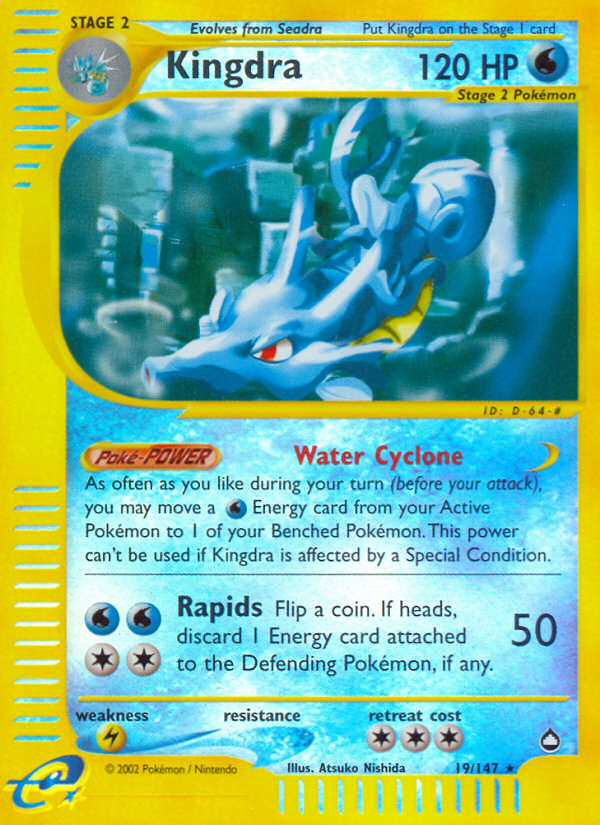 STAGE 2
Evolves from Seadra
Put Kingdra on the Stage 1 card
Kingdra
120 HP
Stage 2 Pokémon
ID: D-64-#
Poké-POWER
Water Cyclone
As often as you like during your turn (before your attack),
you may move a Energy card from your Active
Pokémon to 1 of your Benched Pokémon. This power
can't be used if Kingdra is affected by a Special Condition.
Rapids Flip a coin. If heads,
discard 1 Energy card attached
to the Defending Pokémon, if any.
50
weakness
resistance
retreat cost
© 2002 Pokémon / Nintendo
Illus. Atsuko Nishida
19/147 ★
e